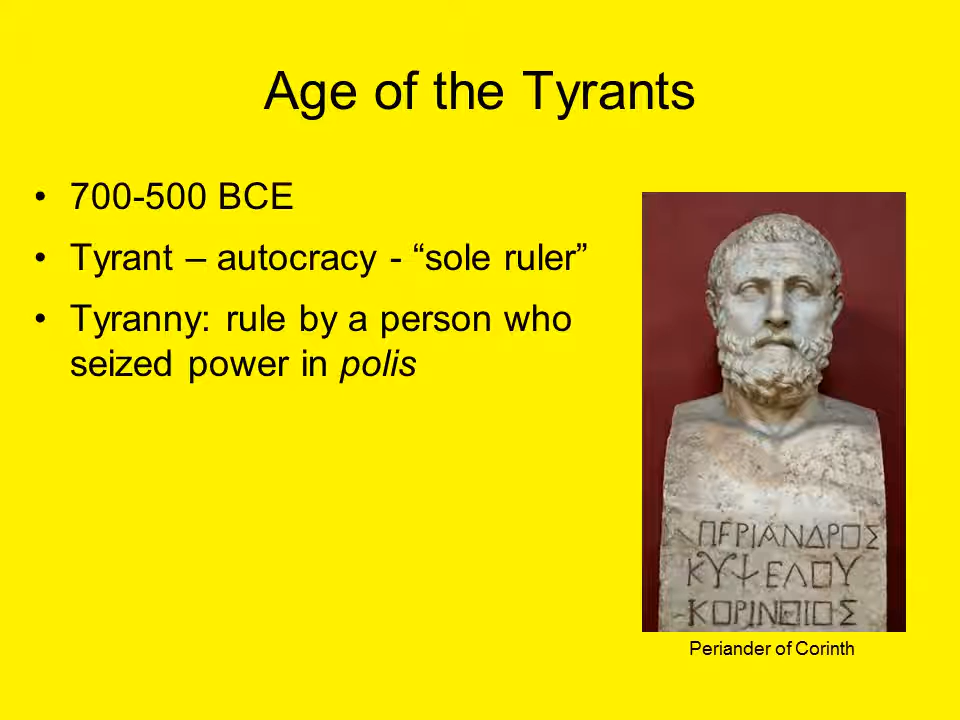 Age of the Tyrants
• 700-500 BCE
• Tyrant – autocracy - “sole ruler”
• Tyranny: rule by a person who
seized power in polis
ΠΕΡΙΑΝΔΡΟΣ
ΚΥΨΕΛΟΥ
ΚΟΡΙΝΘΙΟΣ
Periander of Corinth